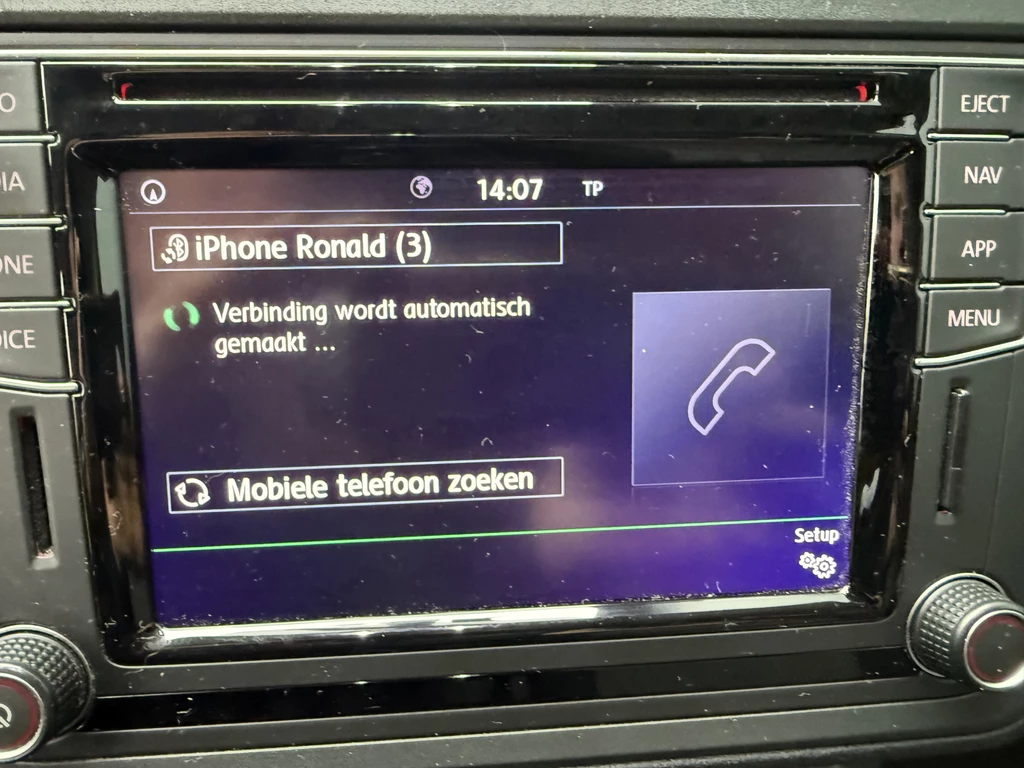 EJECT
14:07 TP
NAV
iPhone Ronald (3)
APP
Verbinding wordt automatisch
gemaakt ...
MENU
Mobiele telefoon zoeken
Setup